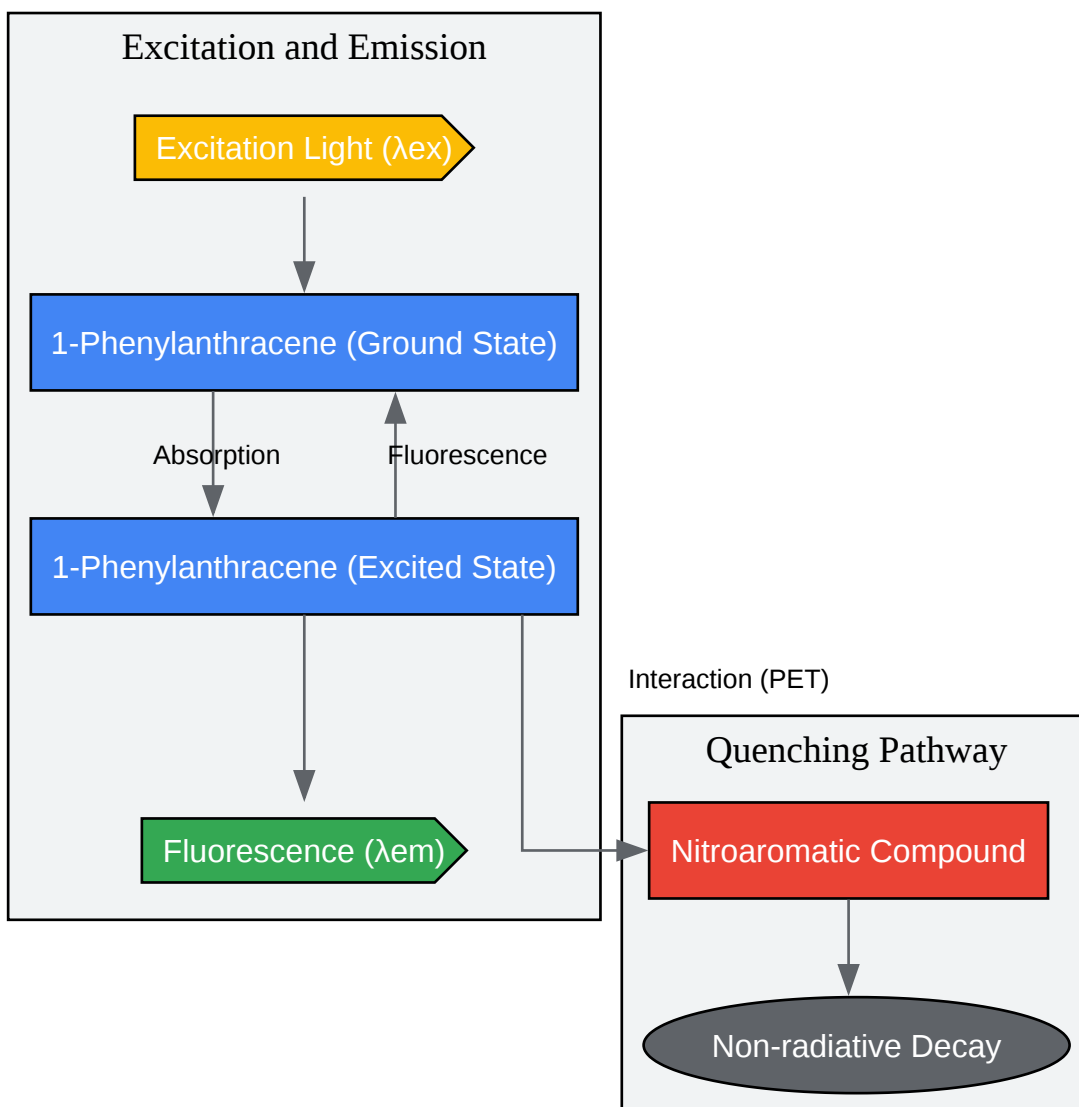 Excitation and Emission
Excitation Light (λex)
1-Phenylanthracene (Ground State)
Absorption
Fluorescence
1-Phenylanthracene (Excited State)
Interaction (PET)
Quenching Pathway
Fluorescence (λem)
Nitroaromatic Compound
Non-radiative Decay